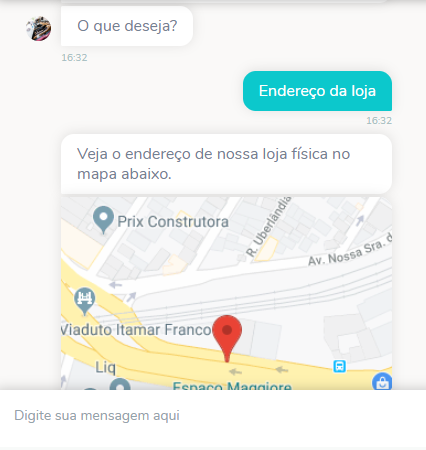 O que deseja?
16:32
Endereço da loja
16:32
Veja o endereço de nossa loja física no
mapa abaixo.
Prix Construtora
R. Uberlândia
Av. Nossa Sra. d
Viaduto Itamar Franco
Liq
Espaço Maggiore
Digite sua mensagem aqui